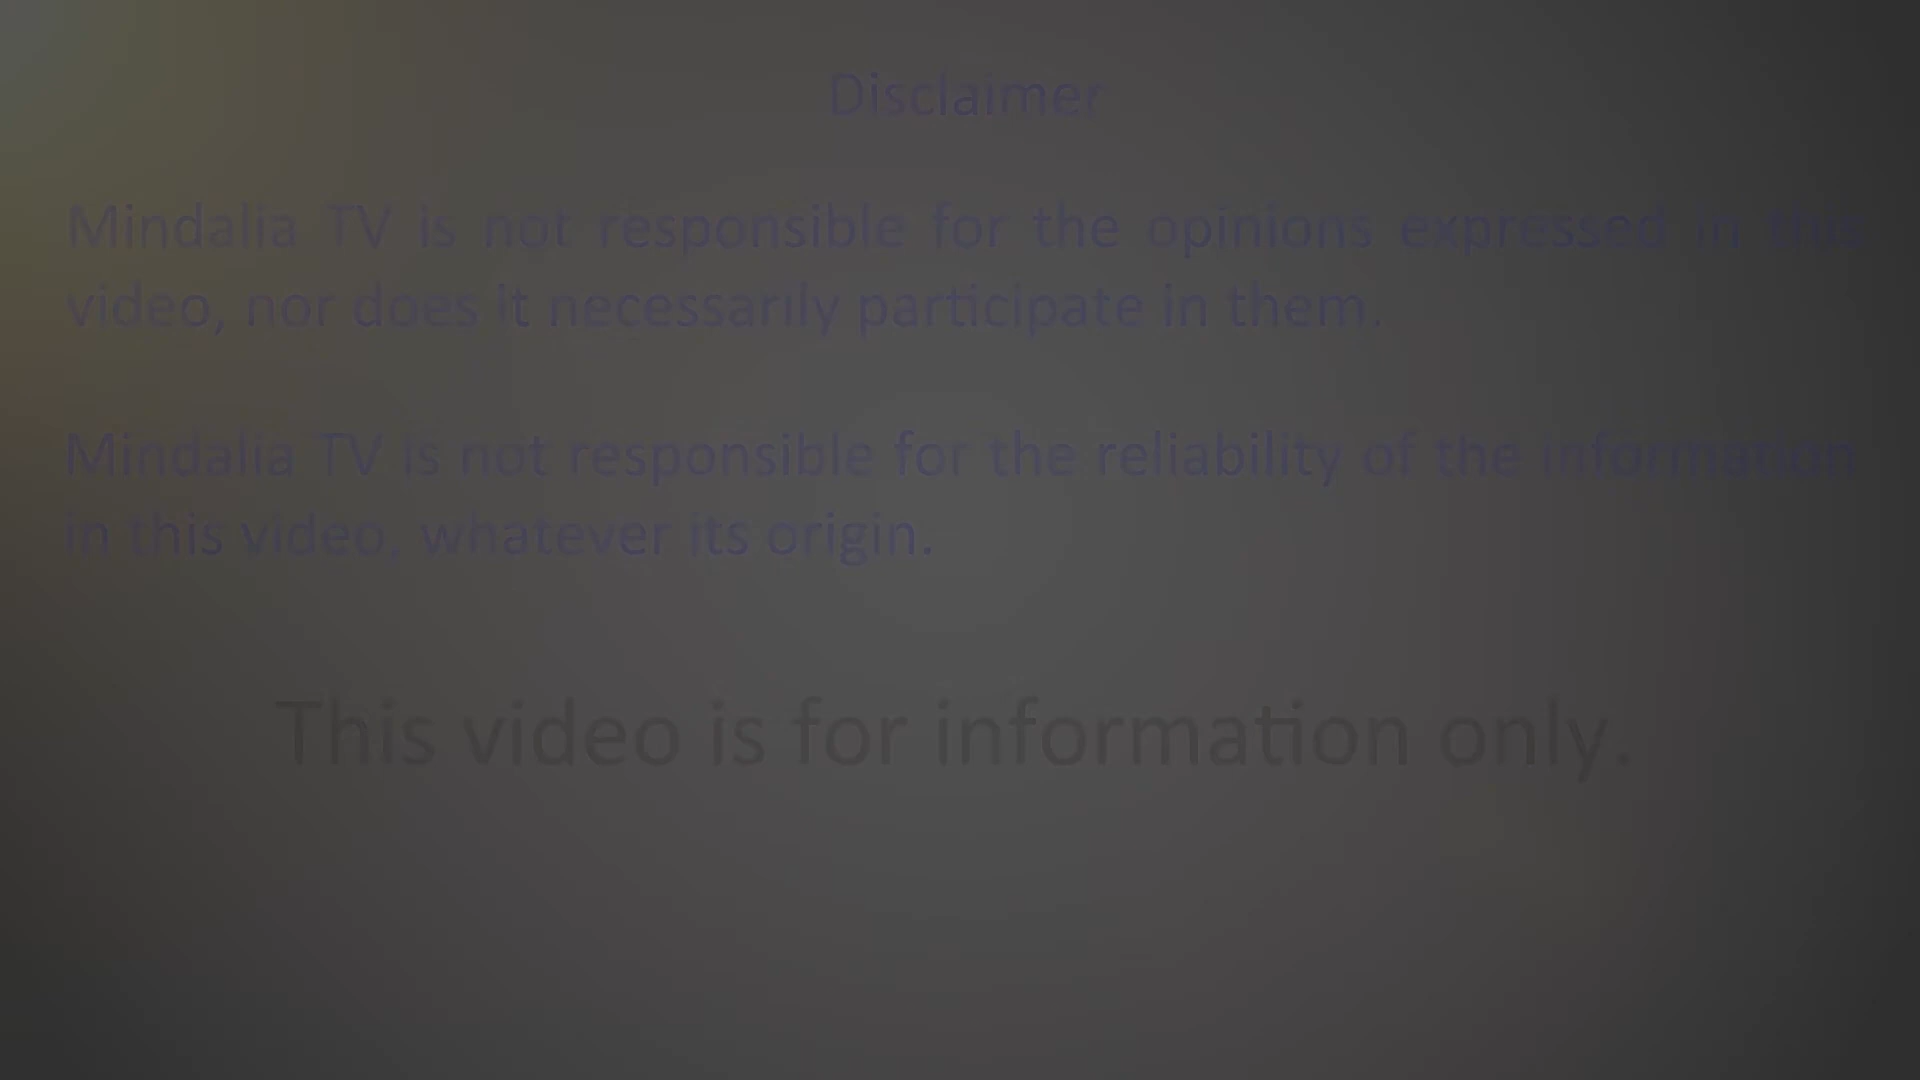 Disclaimer
Mindalia TV is not responsible for the opinions expressed in this
video, nor does it necessarily participate in them.
Mindalia TV is not responsible for the reliability of the information
in this video, whatever its origin.
This video is for information only.